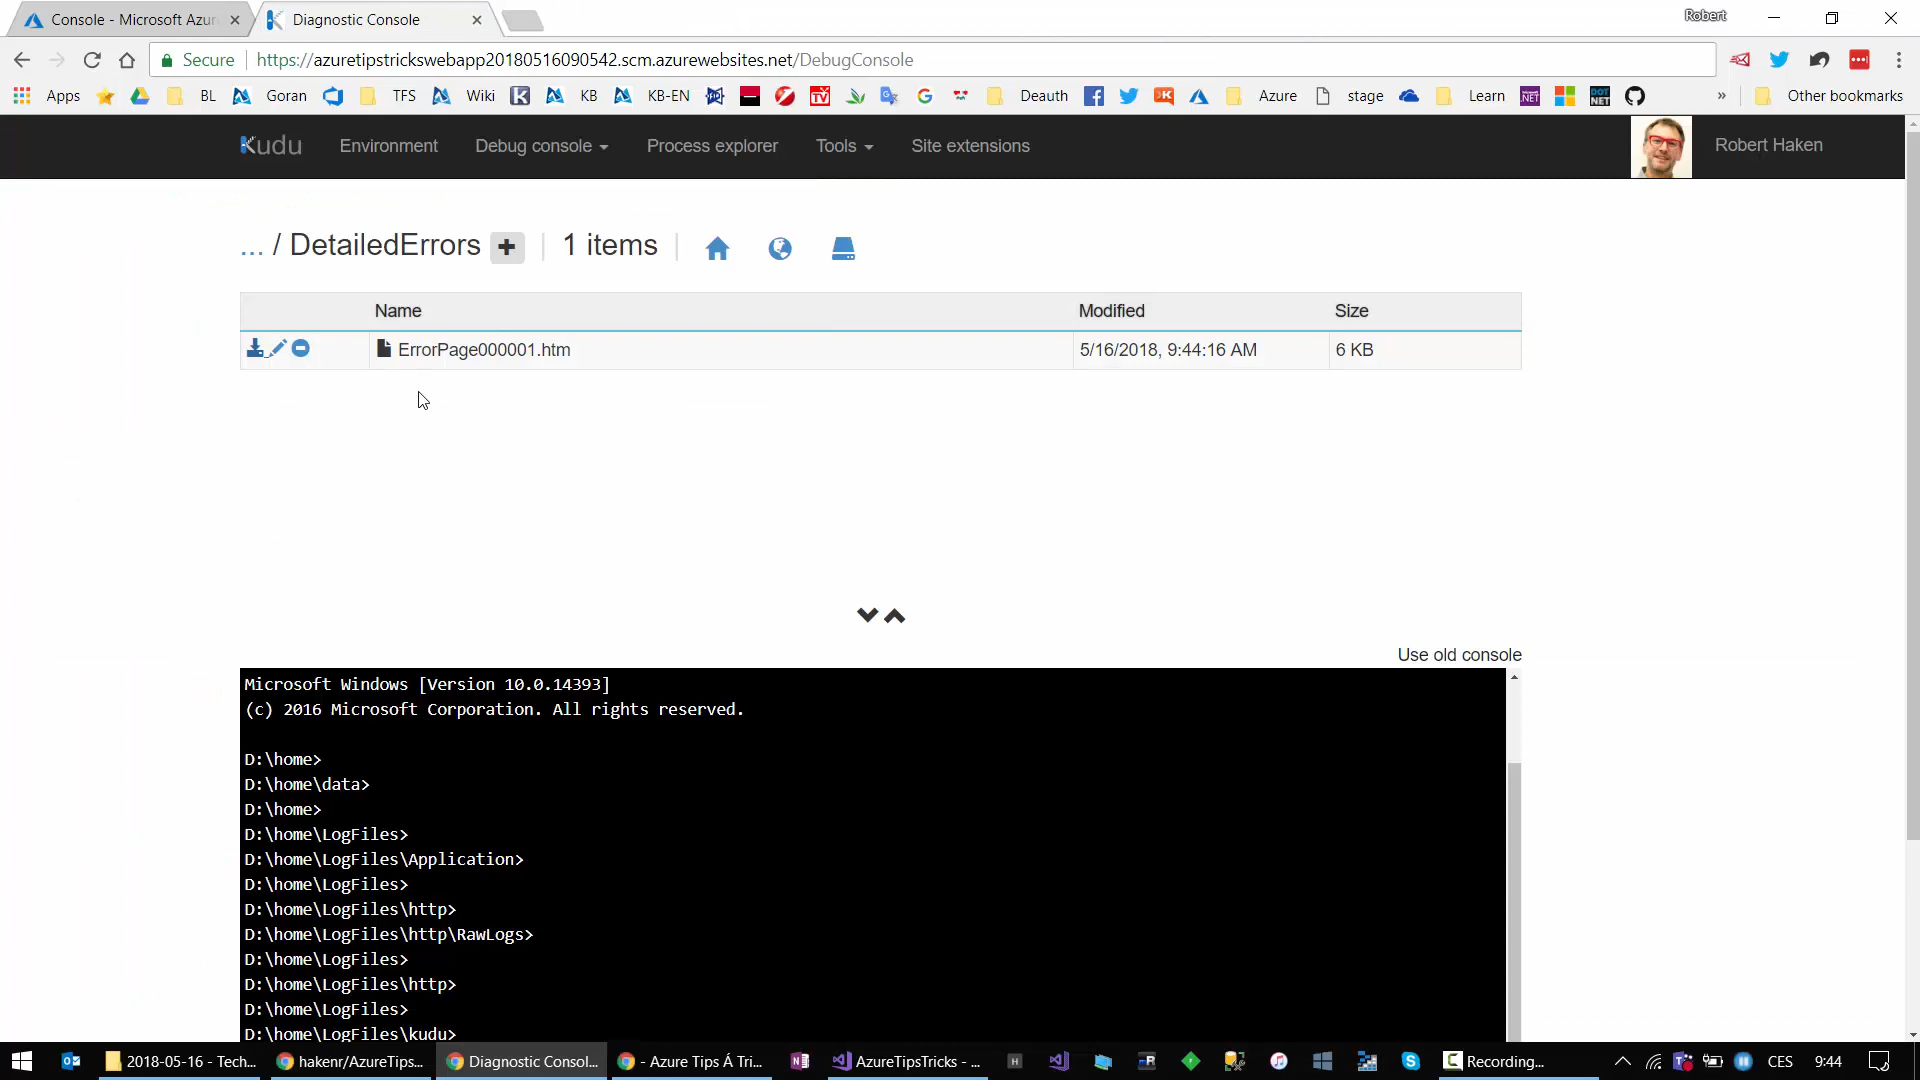 Console - Microsoft Azur
Diagnostic Console
Robert
Secure
https://azuretipstrickswebapp20180516090542.scm.azurewebsites.net/DebugConsole
Apps
BL
Goran
TFS
Wiki
KB
KB-EN
Deauth
Azure
stage
Learn
»
Other bookmarks
Kudu
Environment
Debug console
Process explorer
Tools
Site extensions
Robert Haken
... / DetailedErrors + | 1 items |
Name
Modified
Size
ErrorPage000001.htm
5/16/2018, 9:44:16 AM
6 KB
Use old console
Microsoft Windows [Version 10.0.14393]
(c) 2016 Microsoft Corporation. All rights reserved.
D:\home>
D:\home\data>
D:\home>
D:\home\LogFiles>
D:\home\LogFiles\Application>
D:\home\LogFiles>
D:\home\LogFiles\http>
D:\home\LogFiles\http\RawLogs>
D:\home\LogFiles>
D:\home\LogFiles\http>
D:\home\LogFiles>
D:\home\LogFiles\kudu>
2018-05-16 - Tech...
hakenr/AzureTips...
Diagnostic Consol...
- Azure Tips Á Tri...
AzureTipsTricks - ...
Recording...
CES
9:44